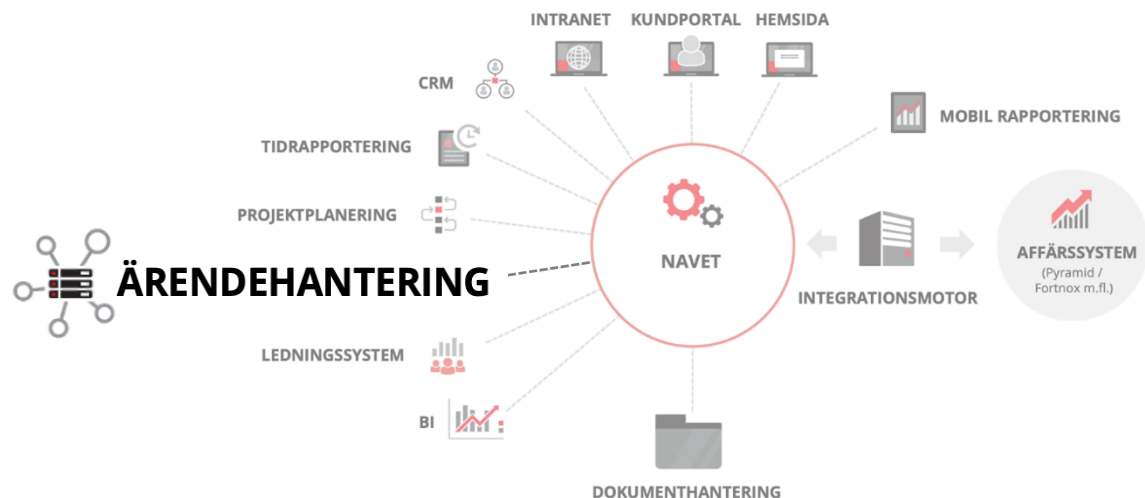 INTRANET
KUNDPORTAL
HEMSIDA
CRM
MOBIL RAPPORTERING
TIDRAPPORTERING
PROJEKTPLANERING
NAVET
AFFÄRSSYSTEM
(Pyramid /
Fortnox m.fl.)
ÄRENDEHANTERING
INTEGRATIONSMOTOR
LEDNINGSSYSTEM
BI
DOKUMENTHANTERING